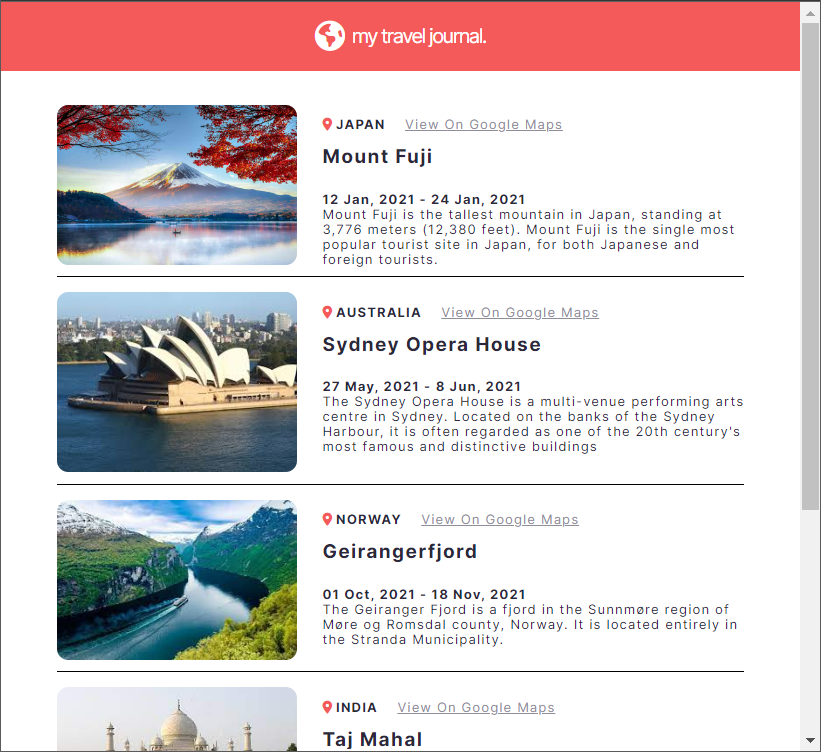 my travel journal.
JAPAN View On Google Maps
Mount Fuji
12 Jan, 2021 - 24 Jan, 2021
Mount Fuji is the tallest mountain in Japan, standing at
3,776 meters (12,380 feet). Mount Fuji is the single most
popular tourist site in Japan, for both Japanese and
foreign tourists.
AUSTRALIA View On Google Maps
Sydney Opera House
27 May, 2021 - 8 Jun, 2021
The Sydney Opera House is a multi-venue performing arts
centre in Sydney. Located on the banks of the Sydney
Harbour, it is often regarded as one of the 20th century's
most famous and distinctive buildings
NORWAY View On Google Maps
Geirangerfjord
01 Oct, 2021 - 18 Nov, 2021
The Geiranger Fjord is a fjord in the Sunnmøre region of
Møre og Romsdal county, Norway. It is located entirely in
the Stranda Municipality.
INDIA View On Google Maps
Taj Mahal